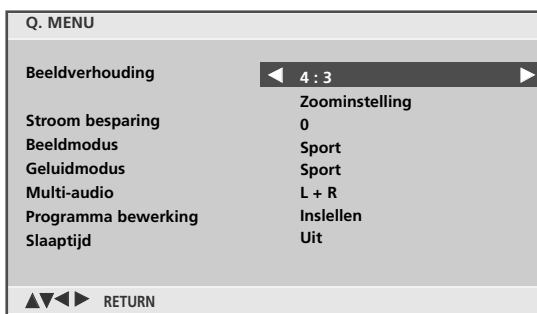 Q. MENU
Beeldverhouding 4 : 3
Zoominstelling
Stroom besparing 0
Beeldmodus Sport
Geluidmodus Sport
Multi-audio L + R
Programma bewerking Inslellen
Slaaptijd Uit
RETURN